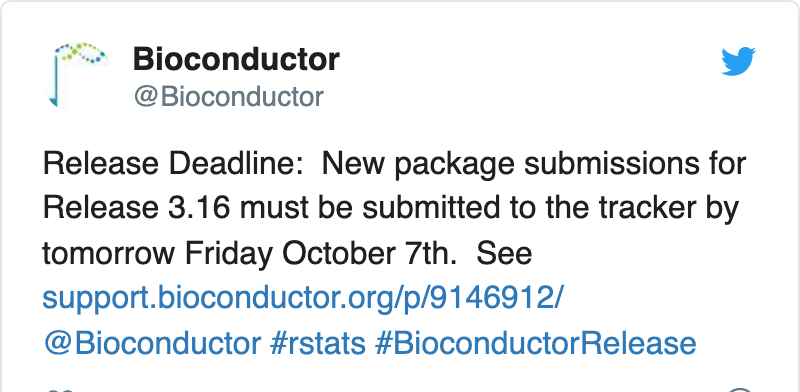 Bioconductor
@Bioconductor
Release Deadline:  New package submissions for
Release 3.16 must be submitted to the tracker by
tomorrow Friday October 7th.  See
support.bioconductor.org/p/9146912/
@Bioconductor #rstats #BioconductorRelease